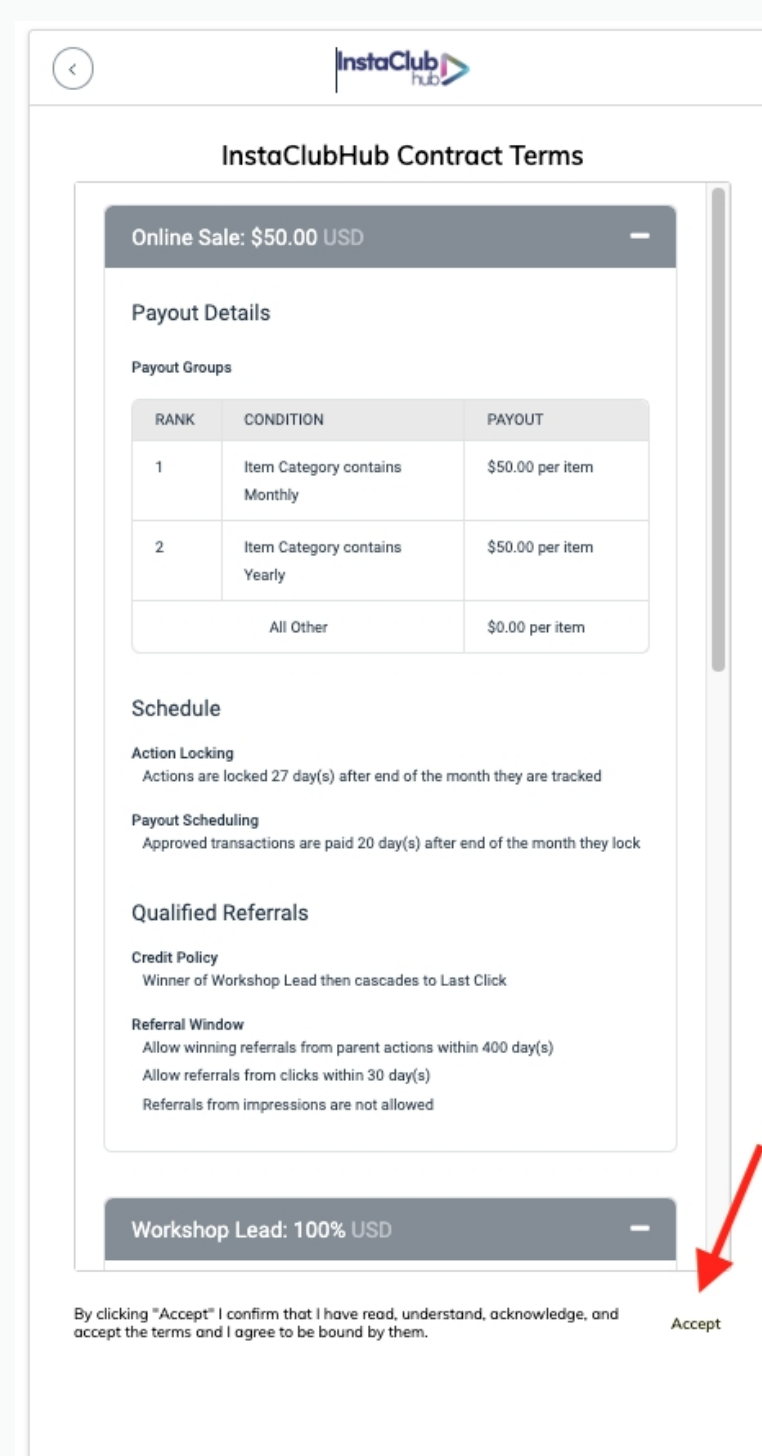 InstaClub
hub
InstaClubHub Contract Terms
Online Sale: $50.00 USD
Payout Details
Payout Groups
RANK CONDITION PAYOUT
1 Item Category contains $50.00 per item
Monthly
2 Item Category contains $50.00 per item
Yearly
All Other $0.00 per item
Schedule
Action Locking
Actions are locked 27 day(s) after end of the month they are tracked
Payout Scheduling
Approved transactions are paid 20 day(s) after end of the month they lock
Qualified Referrals
Credit Policy
Winner of Workshop Lead then cascades to Last Click
Referral Window
Allow winning referrals from parent actions within 400 day(s)
Allow referrals from clicks within 30 day(s)
Referrals from impressions are not allowed
Workshop Lead: 100% USD
By clicking "Accept" I confirm that I have read, understand, acknowledge, and
accept the terms and I agree to be bound by them.
Accept